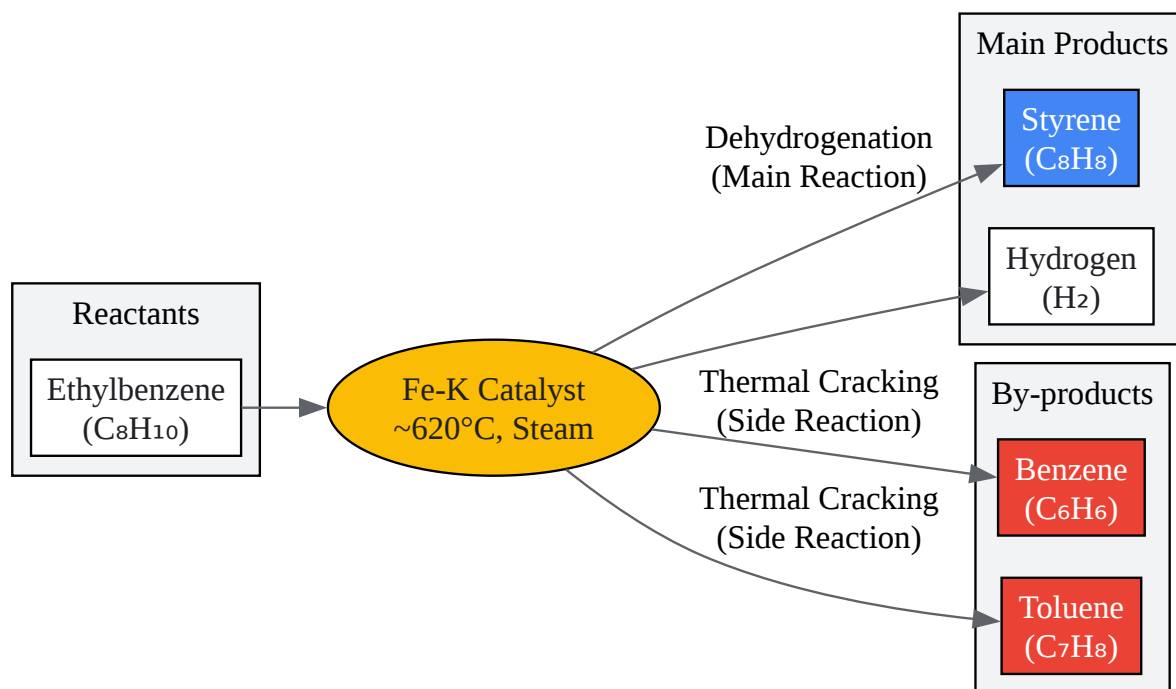 Reactants
Ethylbenzene
(C₈H₁₀)
Fe-K Catalyst
~620°C, Steam
Dehydrogenation
(Main Reaction)
Thermal Cracking
(Side Reaction)
Thermal Cracking
(Side Reaction)
Main Products
Styrene
(C₈H₈)
Hydrogen
(H₂)
By-products
Benzene
(C₆H₆)
Toluene
(C₇H₈)